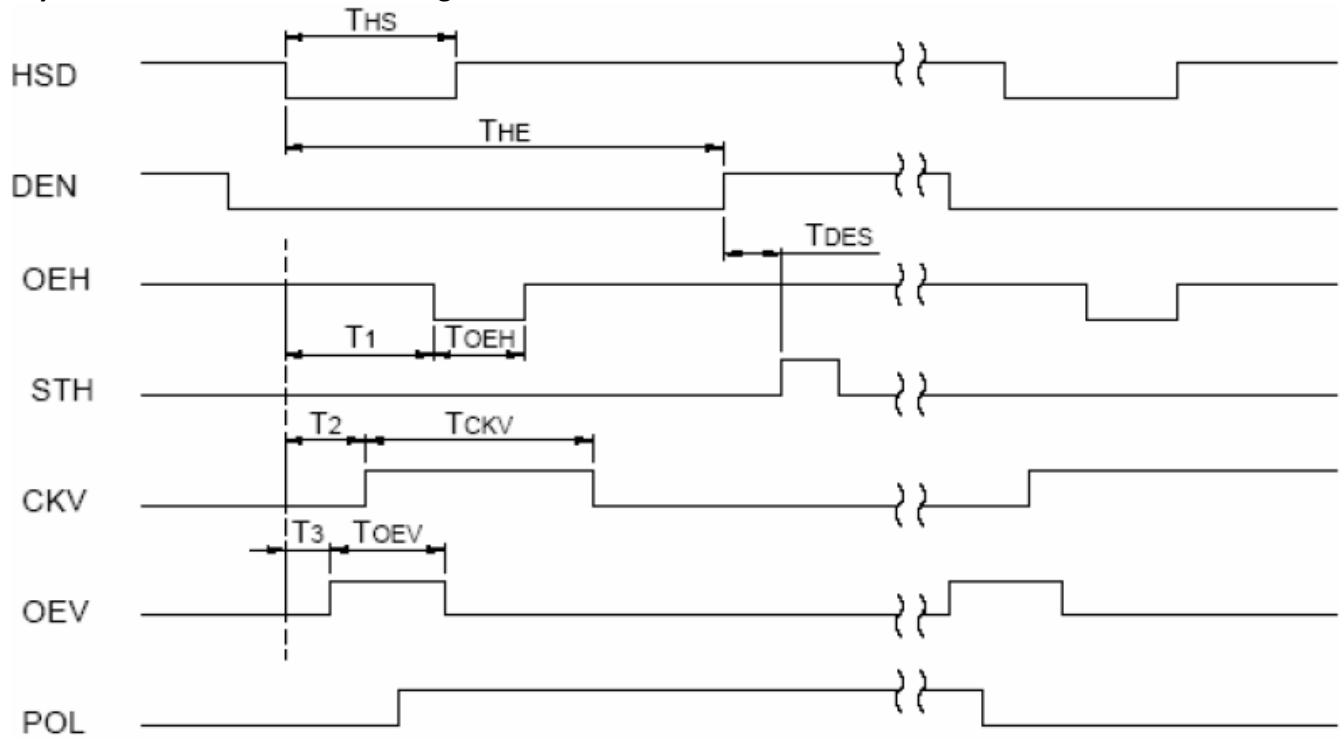 THS
HSD
THE
DEN
TDES
OEH
T1 TOEH
STH
T2 TCKV
CKV
T3 TOEV
OEV
POL